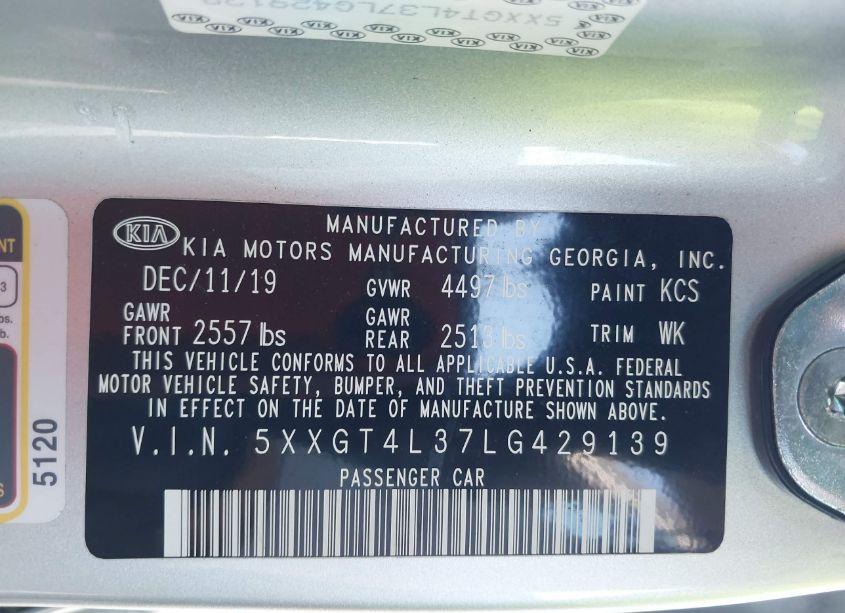 5XXGT4L37LG429139
KIA
MANUFACTURED BY
KIA MOTORS MANUFACTURING GEORGIA, INC.
DEC/11/19 GVWR 4497 lbs PAINT KCS
GAWR FRONT 2557 lbs GAWR REAR 2513 lbs TRIM WK
THIS VEHICLE CONFORMS TO ALL APPLICABLE U.S.A. FEDERAL
MOTOR VEHICLE SAFETY, BUMPER, AND THEFT PREVENTION STANDARDS
IN EFFECT ON THE DATE OF MANUFACTURE SHOWN ABOVE.
V.I.N. 5XXGT4L37LG429139
PASSENGER CAR
5120